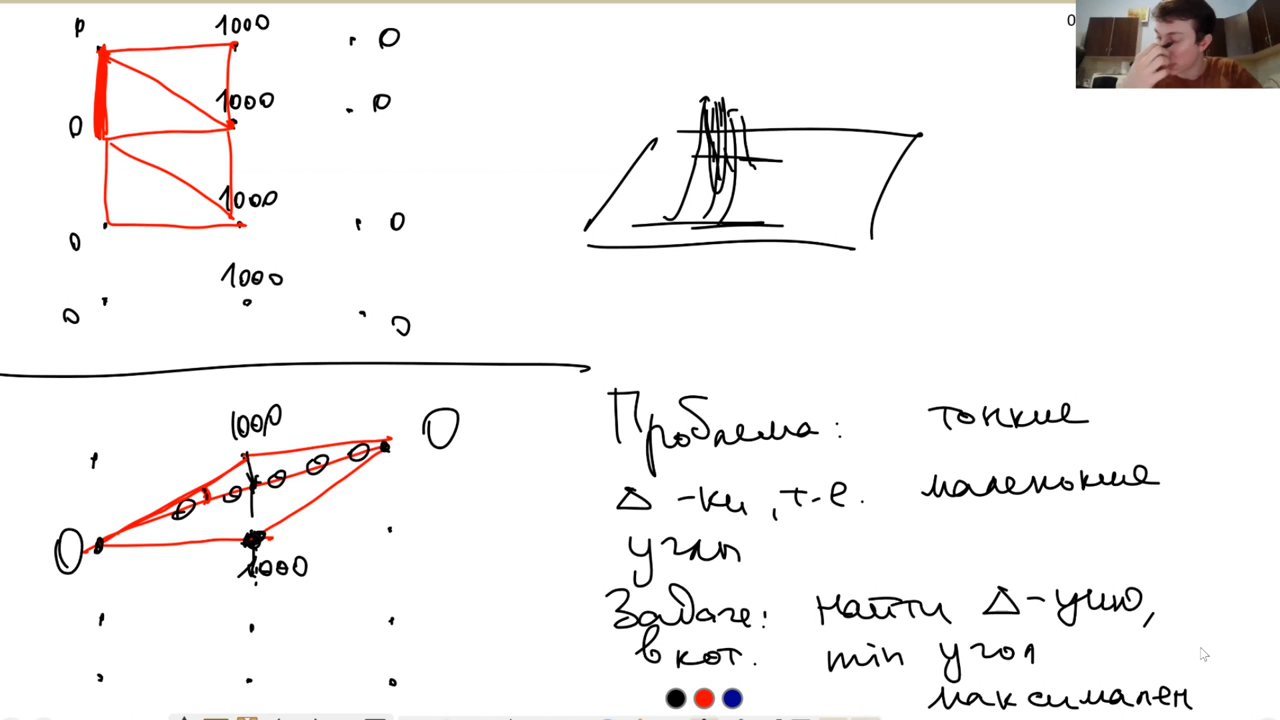 0
1000
0
1000
0
0
1000
0
0
1000
0
0
1000
0
0
1000
Проблема: тонкие
Δ-ки, т.е. маленькие
углы
Задача: найти Δ-цию,
в кот. min угол
максимален